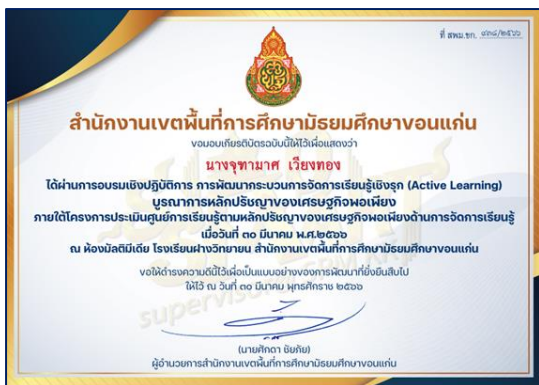 ที่ สพม.ขก. ๔๓๘/๒๕๖๖
สำนักงานเขตพื้นที่การศึกษามัธยมศึกษาขอนแก่น
ขอมอบเกียรติบัตรฉบับนี้ให้ไว้เพื่อแสดงว่า
นางจุฑามาศ เวียงทอง
ได้ผ่านการอบรมเชิงปฏิบัติการ การพัฒนากระบวนการจัดการเรียนรู้เชิงรุก (Active Learning)
บูรณาการหลักปรัชญาของเศรษฐกิจพอเพียง
ภายใต้โครงการประเมินศูนย์การเรียนรู้ตามหลักปรัชญาของเศรษฐกิจพอเพียงด้านการจัดการเรียนรู้
เมื่อวันที่ ๓๐ มีนาคม พ.ศ.๒๕๖๖
ณ ห้องมัลติมีเดีย โรงเรียนฝางวิทยายน สำนักงานเขตพื้นที่การศึกษามัธยมศึกษาขอนแก่น
ขอให้ดำรงความดีนี้ไว้เพื่อเป็นแบบอย่างของการพัฒนาที่ยั่งยืนสืบไป
ให้ไว้ ณ วันที่ ๓๐ มีนาคม พุทธศักราช ๒๕๖๖
(นายศักดา ชัยภัย)
ผู้อำนวยการสำนักงานเขตพื้นที่การศึกษามัธยมศึกษาขอนแก่น